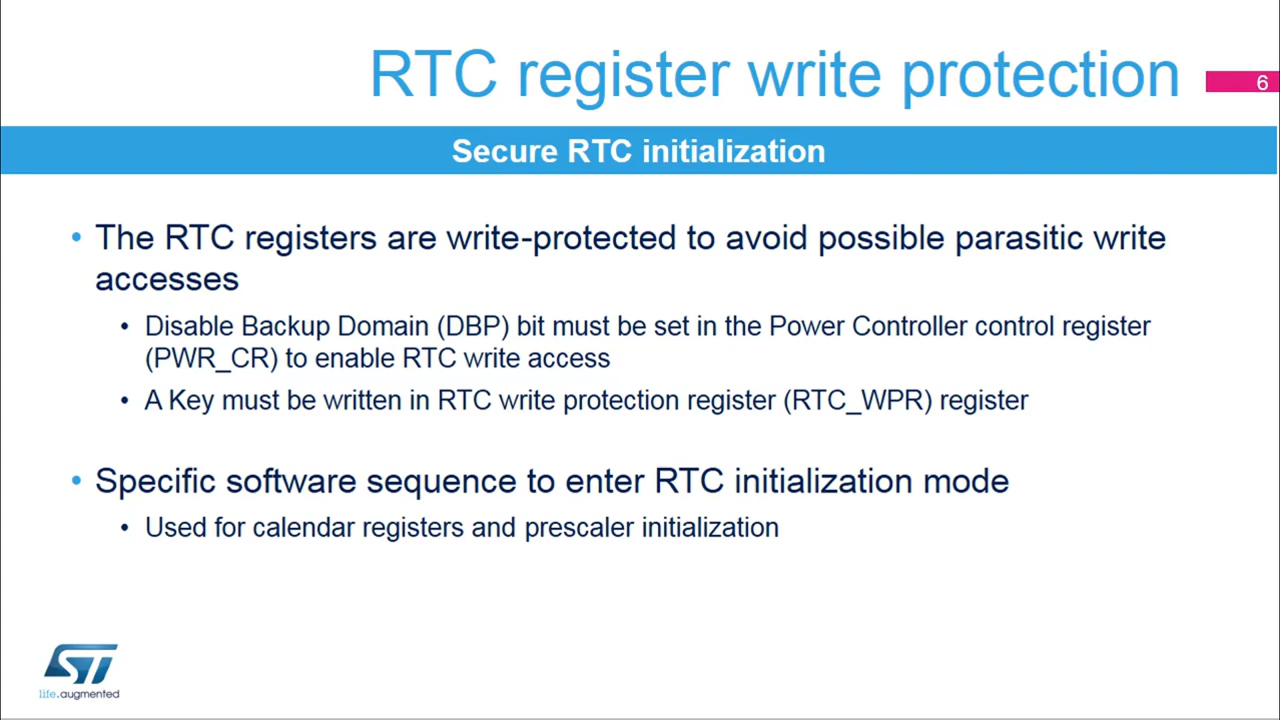 RTC register write protection
6
Secure RTC initialization
• The RTC registers are write-protected to avoid possible parasitic write
accesses
• Disable Backup Domain (DBP) bit must be set in the Power Controller control register
(PWR_CR) to enable RTC write access
• A Key must be written in RTC write protection register (RTC_WPR) register
• Specific software sequence to enter RTC initialization mode
• Used for calendar registers and prescaler initialization
ST
life.augmented